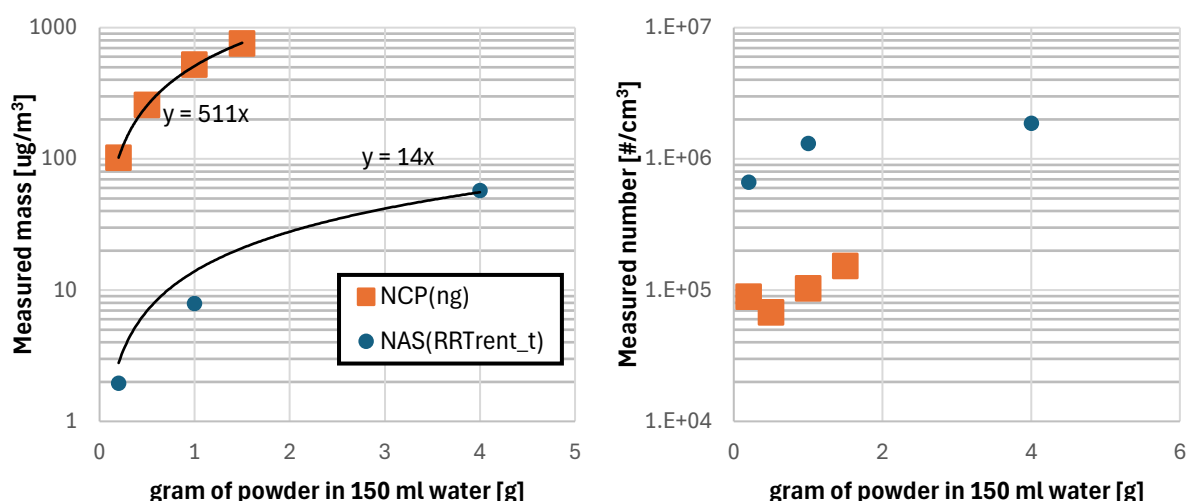 Measured mass [ug/m³]
1000
100
10
1
y = 511x
y = 14x
NCP(ng)
NAS(RRTrent_t)
0
1
2
3
4
5
gram of powder in 150 ml water [g]
Measured number [#/cm³]
1.E+07
1.E+06
1.E+05
1.E+04
0
2
4
6
gram of powder in 150 ml water [g]